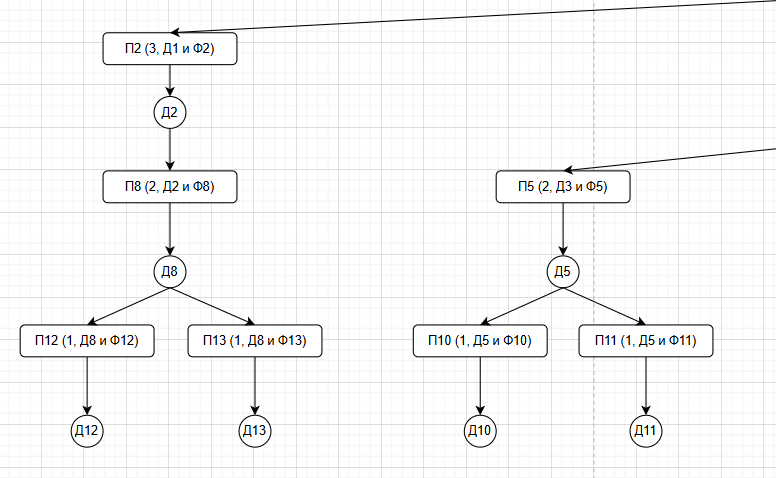 П2 (3, Д1 и Ф2)
Д2
П8 (2, Д2 и Ф8)
П5 (2, Д3 и Ф5)
Д8
Д5
П12 (1, Д8 и Ф12)
П13 (1, Д8 и Ф13)
П10 (1, Д5 и Ф10)
П11 (1, Д5 и Ф11)
Д12
Д13
Д10
Д11